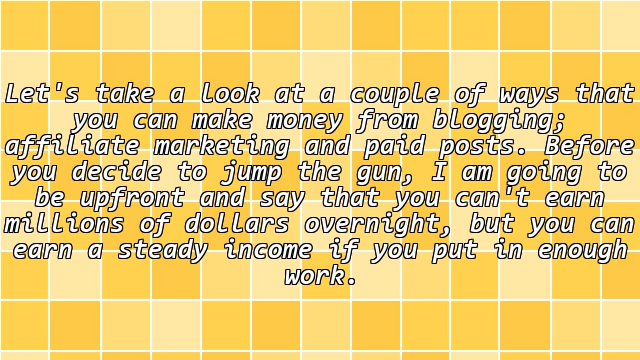 Let's take a look at a couple of ways that
you can make money from blogging;
affiliate marketing and paid posts. Before
you decide to jump the gun, I am going to
be upfront and say that you can't earn
millions of dollars overnight, but you can
earn a steady income if you put in enough
work.